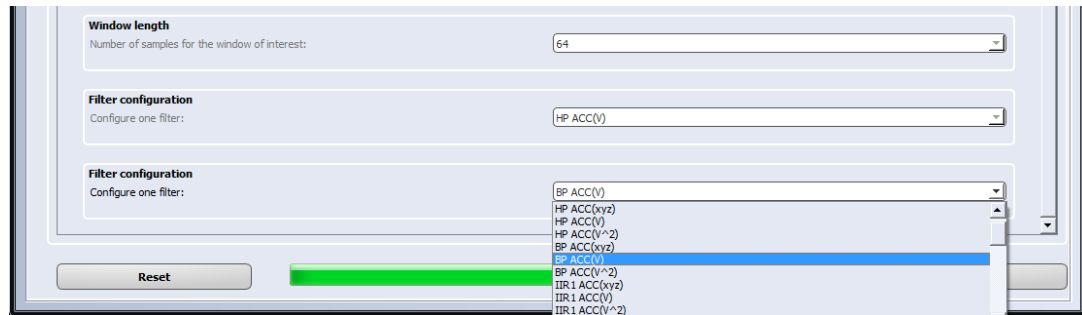 Window length
Number of samples for the window of interest:
64
Filter configuration
Configure one filter:
HP ACC(V)
Filter configuration
Configure one filter:
BP ACC(V)
HP ACC(xyz)
HP ACC(V)
HP ACC(V^2)
BP ACC(xyz)
BP ACC(V)
BP ACC(V^2)
IIR1 ACC(xyz)
IIR1 ACC(V)
IIR1 ACC(V^2)
Reset